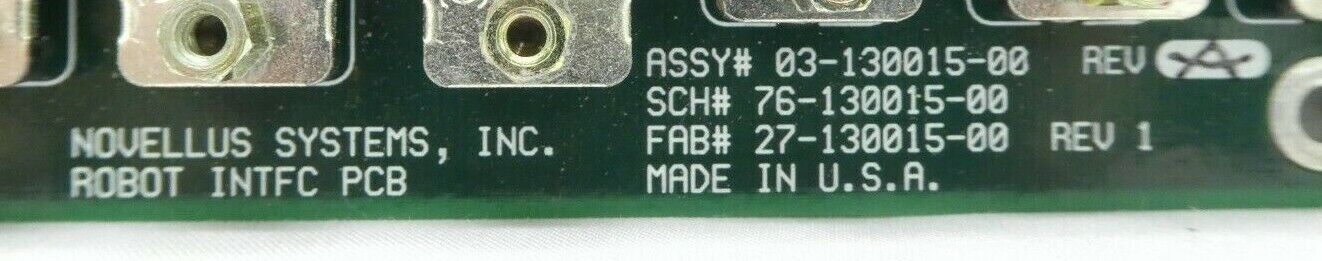 NOVELLUS SYSTEMS, INC.
ROBOT INTFC PCB
ASSY# 03-130015-00 REV A
SCH# 76-130015-00
FAB# 27-130015-00 REV 1
MADE IN U.S.A.